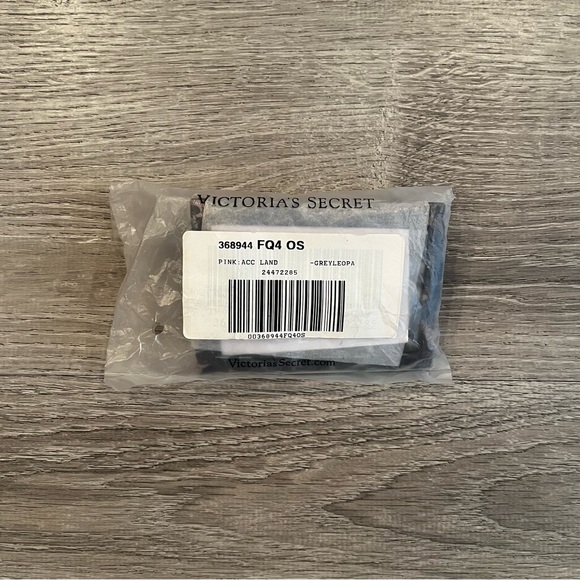 VICTORIA'S SECRET
368944 FQ4 OS
PINK:ACC LAND -GREYLEOPA
24472285
00368944FQ4OS
VictoriasSecret.com